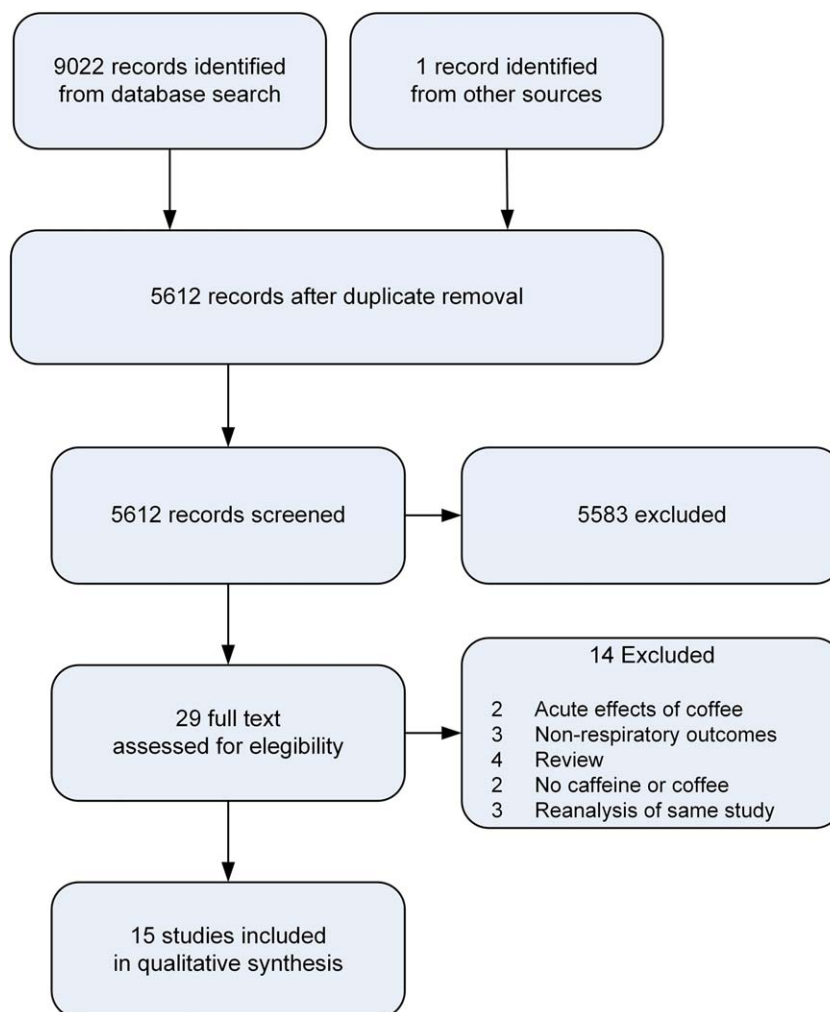 9022 records identified
from database search
1 record identified
from other sources
5612 records after duplicate removal
5612 records screened
5583 excluded
29 full text
assessed for elegibility
14 Excluded
2 Acute effects of coffee
3 Non-respiratory outcomes
4 Review
2 No caffeine or coffee
3 Reanalysis of same study
15 studies included
in qualitative synthesis